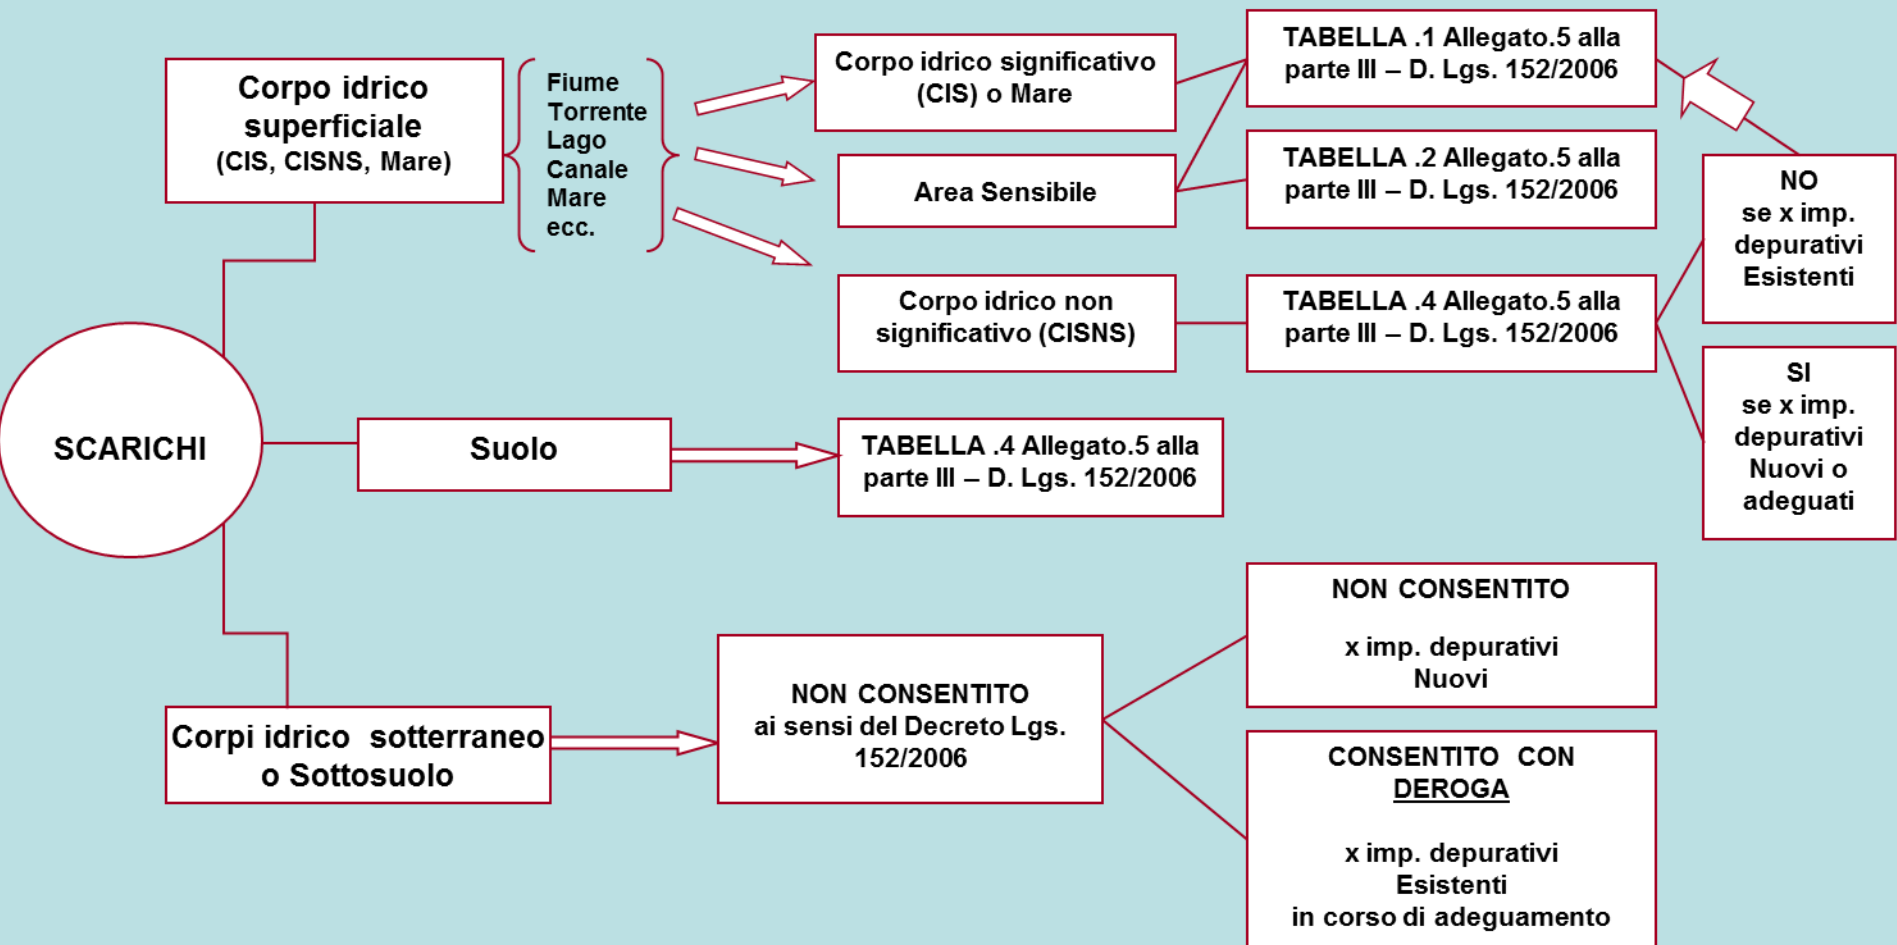 Corpo idrico
superficiale
(CIS, CISNS, Mare)
Fiume
Torrente
Lago
Canale
Mare
ecc.
Corpo idrico significativo
(CIS) o Mare
TABELLA .1 Allegato.5 alla
parte III – D. Lgs. 152/2006
Area Sensibile
TABELLA .2 Allegato.5 alla
parte III – D. Lgs. 152/2006
Corpo idrico non
significativo (CISNS)
TABELLA .4 Allegato.5 alla
parte III – D. Lgs. 152/2006
NO
se x imp.
depurativi
Esistenti
SI
se x imp.
depurativi
Nuovi o
adeguati
SCARICHI
Suolo
TABELLA .4 Allegato.5 alla
parte III – D. Lgs. 152/2006
Corpi idrico sotterraneo
o Sottosuolo
NON CONSENTITO
ai sensi del Decreto Lgs.
152/2006
NON CONSENTITO
x imp. depurativi
Nuovi
CONSENTITO CON
DEROGA
x imp. depurativi
Esistenti
in corso di adeguamento